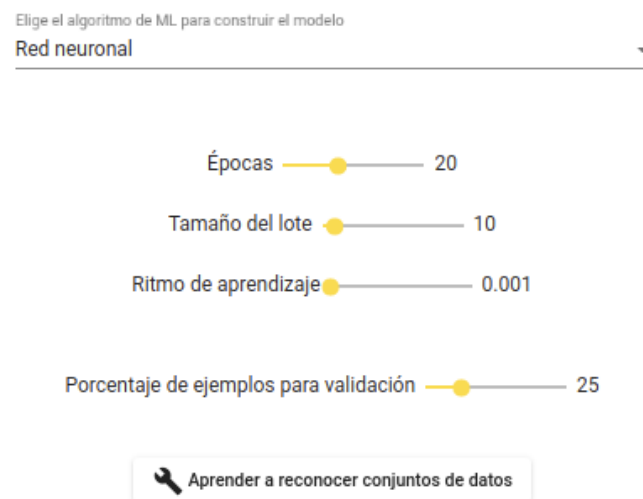 Elige el algoritmo de ML para construir el modelo
Red neuronal
Épocas 20
Tamaño del lote 10
Ritmo de aprendizaje 0.001
Porcentaje de ejemplos para validación 25
Aprender a reconocer conjuntos de datos